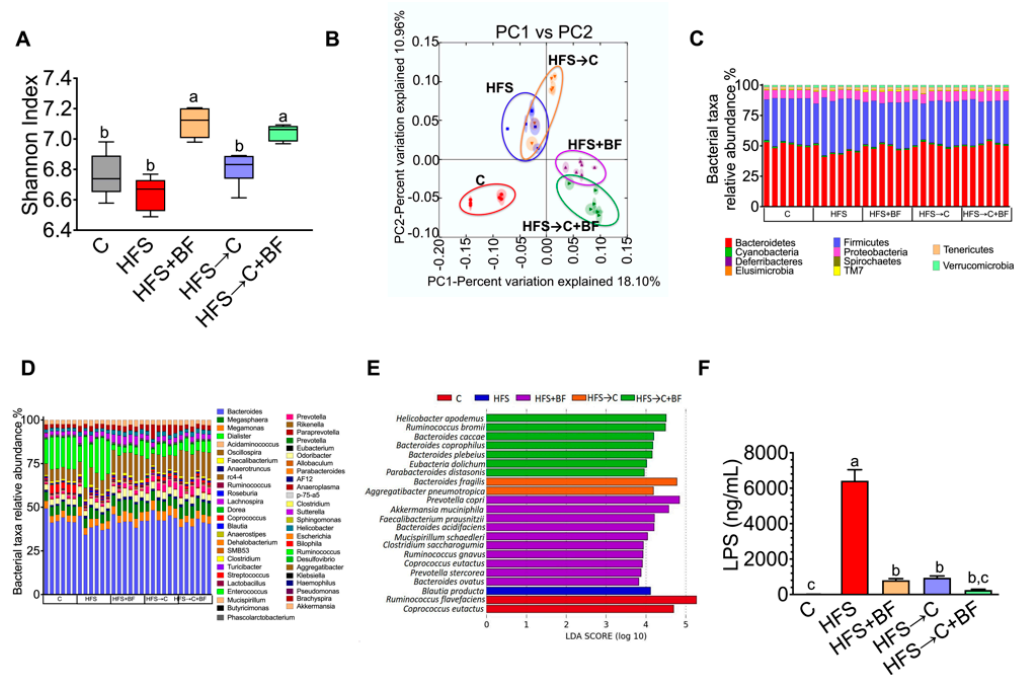 A
Shannon Index
7.4
7.2
7.0
6.8
6.6
6.4
b
b
a
b
a
C
HFS
HFS+BF
HFS→C
HFS→C+BF
B
PC1 vs PC2
PC2-Percent variation explained 10.96%
0.15
0.10
0.05
0.00
-0.05
-0.10
HFS→C
HFS
HFS+BF
C
HFS→C+BF
-0.20
-0.15
-0.10
-0.05
0.00
0.05
0.10
0.15
PC1-Percent variation explained 18.10%
C
Bacterial taxa
relative abundance %
100
75
50
25
0
C
HFS
HFS+BF
HFS→C
HFS→C+BF
Bacteroidetes
Cyanobacteria
Deferribacteres
Elusimicrobia
Firmicutes
Proteobacteria
Spirochaetes
TM7
Tenericutes
Verrucomicrobia
D
Bacterial taxa relative abundance %
100
75
50
25
0
C
HFS
HFS+BF
HFS→C
HFS→C+BF
Bacteroides
Megasphaera
Megamonas
Dialister
Acidaminococcus
Oscillospira
Faecalibacterium
Anaerotruncus
rc4-4
Ruminococcus
Roseburia
Lachnospira
Dorea
Coprococcus
Blautia
Anaerostipes
Dehalobacterium
SMB53
Clostridium
Turicibacter
Streptococcus
Lactobacillus
Enterococcus
Mucispirillum
Butyricimonas
Phascolarctobacterium
Prevotella
Rikenella
Paraprevotella
Prevotella
Eubacterium
Odoribacter
Allobaculum
Parabacteroides
AF12
Anaeroplasma
p-75-a5
Clostridium
Sutterella
Sphingomonas
Helicobacter
Escherichia
Bilophila
Ruminococcus
Desulfovibrio
Aggregatibacter
Klebsiella
Haemophilus
Pseudomonas
Brachyspira
Akkermansia
E
C
HFS
HFS+BF
HFS→C
HFS→C+BF
Helicobacter apodemus
Ruminococcus bromii
Bacteroides caccae
Bacteroides coprophilus
Bacteroides plebeius
Eubacteria dolichum
Parabacteroides distasonis
Bacteroides fragilis
Aggregatibacter pneumotropica
Prevotella copri
Akkermansia muciniphila
Faecalibacterium prausnitzii
Bacteroides acidifaciens
Mucispirillum schaedleri
Clostridium saccharogumia
Ruminococcus gnavus
Coprococcus eutactus
Prevotella stercorea
Bacteroides ovatus
Blautia producta
Ruminococcus flavefaciens
Coprococcus eutactus
0
1
2
3
4
5
LDA SCORE (log 10)
F
LPS (ng/mL)
8000
6000
4000
2000
0
c
a
b
b
b,c
C
HFS
HFS+BF
HFS→C
HFS→C+BF